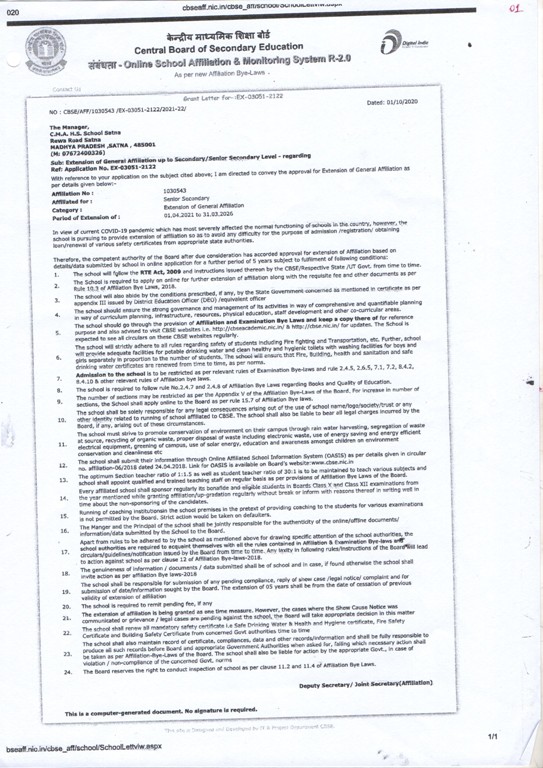 020
cbseaff.nic.in/cbse_aff/school/SchoolLettviw.aspx
01
केन्द्रीय माध्यमिक शिक्षा बोर्ड
Central Board of Secondary Education
संबंधता - Online School Affiliation & Monitoring System R-2.0
As per new Affiliation Bye-Laws .
Digital India
Contact Us
Grant Letter for- :EX-03051-2122
NO : CBSE/AFF/1030543 /EX-03051-2122/2021-22/
Dated: 01/10/2020
The Manager,
C.M.A. H.S. School Satna
Rewa Road Satna
MADHYA PRADESH ,SATNA , 485001
(M: 07672400326)
Sub: Extension of General Affiliation up to Secondary/Senior Secondary Level - regarding
Ref: Application No. EX-03051-2122
With reference to your application on the subject cited above; I am directed to convey the approval for Extension of General Affiliation as
per details given below:-
Affiliation No : 1030543
Affiliated for : Senior Secondary
Category : Extension of General Affiliation
Period of Extension of : 01.04.2021 to 31.03.2026
In view of current COVID-19 pandemic which has most severely affected the normal functioning of schools in the country, however, the
school is pursuing to provide extension of affiliation so as to avoid any difficulty for the purpose of admission /registration/ obtaining
loan/renewal of various safety certificates from appropriate state authorities.
Therefore, the competent authority of the Board after due consideration has accorded approval for extension of Affiliation based on
details/data submitted by school in online application for a further period of 5 years subject to fulfilment of following conditions:
1. The school will follow the RTE Act, 2009 and instructions issued thereon by the CBSE/Respective State /UT Govt, from time to time.
2. The School is required to apply on online for further extension of affiliation along with the requisite fee and other documents as per
Rule 10.3 of Affiliation Bye Laws, 2018.
3. The school will also abide by the conditions prescribed, if any, by the State Government concerned as mentioned in certificate as per
appendix III issued by District Education Officer (DEO) /equivalent officer
4. The school should ensure the strong governance and management of its activities in way of comprehensive and quantifiable planning
in way of curriculum planning, infrastructure, resources, physical education, staff development and other co-curricular areas.
5. The school should go through the provision of Affiliation and Examination Bye Laws and keep a copy there of for reference
purpose and also advised to visit CBSE websites i.e. http://cbseacademic.nic.in/ & http://cbse.nic.in/ for updates. The School is
expected to see all circulars on these CBSE websites regularly.
6. The school will strictly adhere to all rules regarding safety of students including Fire fighting and Transportation, etc. Further, school
will provide adequate facilities for potable drinking water and clean healthy and hygienic toilets with washing facilities for boys and
girls separately in proportion to the number of students. The school will ensure that Fire, Building, health and sanitation and safe
drinking water certificates are renewed from time to time, as per norms.
7. Admission to the school is to be restricted as per relevant rules of Examination Bye-laws and rule 2.4.5, 2.6.5, 7.1, 7.2, 8.4.2,
8.4.10 & other relevant rules of Affiliation bye laws.
8. The school is required to follow rule No.2.4.7 and 2.4.8 of Affiliation Bye Laws regarding Books and Quality of Education.
9. The number of sections may be restricted as per the Appendix V of the Affiliation Bye-Laws of the Board. For increase in number of
sections, the School shall apply online to the Board as per rule 15.7 of Affiliation Bye laws.
10. The school shall be solely responsible for any legal consequences arising out of the use of school name/logo/society/trust or any
other identity related to running of school affiliated to CBSE. The school shall also be liable to bear all legal charges incurred by the
Board, if any, arising out of these circumstances.
11. The school must strive to promote conservation of environment on their campus through rain water harvesting, segregation of waste
at source, recycling of organic waste, proper disposal of waste including electronic waste, use of energy saving and energy efficient
electrical equipment, greening of campus, use of solar energy, education and awareness amongst children on environment
conservation and cleanliness etc
12. The school shall submit their information through Online Affiliated School Information System (OASIS) as per details given in circular
no. affiliation-06/2018 dated 24.04.2018. Link for OASIS is available on Board's website:www.cbse.nic.in
13. The optimum Section teacher ratio of 1:1.5 as well as student teacher ratio of 30:1 is to be maintained to teach various subjects and
school shall appoint qualified and trained teaching staff on regular basis as per provisions of Affiliation Bye Laws of the Board.
14. Every affiliated school shall sponsor regularly its bonafide and eligible students in Boards Class X and Class XII examinations from
the year mentioned while granting affiliation/up-gradation regularly without break or inform with reasons thereof in writing well in
time about the non-sponsoring of the candidates.
15. Running of coaching institutionsin the school premises in the pretext of providing coaching to the students for various examinations
is not permitted by the Board. Strict action would be taken on defaulters.
16. The Manger and the Principal of the school shall be jointly responsible for the authenticity of the online/offline documents/
information/data submitted by the School to the Board.
17. Apart from rules to be adhered to by the school as mentioned above for drawing specific attention of the school authorities, the
school authorities are required to acquaint themselves with all the rules contained in Affiliation & Examination Bye-laws and
circulars/guidelines/notification issued by the Board from time to time. Any laxity in following rules/instructions of the Board will lead
to action against school as per clause 12 of Affiliation Bye-laws-2018.
18. The genuineness of information / documents / data submitted shall be of school and in case, if found otherwise the school shall
invite action as per affiliation Bye laws-2018
19. The school shall be responsible for submission of any pending compliance, reply of shew case /legal notice/ complaint and for
submission of date/information sought by the Board. The extension of 05 years shall be from the date of cessation of previous
validity of extension of affiliation
20. The school is required to remit pending fee, if any
21. The extension of affiliation is being granted as one time measure. However, the cases where the Show Cause Notice was
communicated or grievance / legal cases are pending against the school, the Board will take appropriate decision in this matter
22. The school shall renew all mandatory safety certificate i.e Safe Drinking Water & Health and Hygiene certificate, Fire Safety
Certificate and Building Safety Certificate from concerned Govt authorities time to time
23. The school shall also maintain record of certificate, compliances, data and other records/information and shall be fully responsible to
produce all such records before Board and appropriate Government Authorities when asked for, failing which necessary action shall
be taken as per Affiliation-Bye-Laws of the Board. The school shall also be liable for action by the appropriate Govt., in case of
violation / non-compliance of the concerned Govt, norms
24. The Board reserves the right to conduct inspection of school as per clause 11.2 and 11.4 of Affiliation Bye Laws.
Deputy Secretary/ Joint Secretary(Affiliation)
This is a computer-generated document. No signature is required.
bseaff.nic.in/cbse_aff/school/SchoolLettviw.aspx
1/1